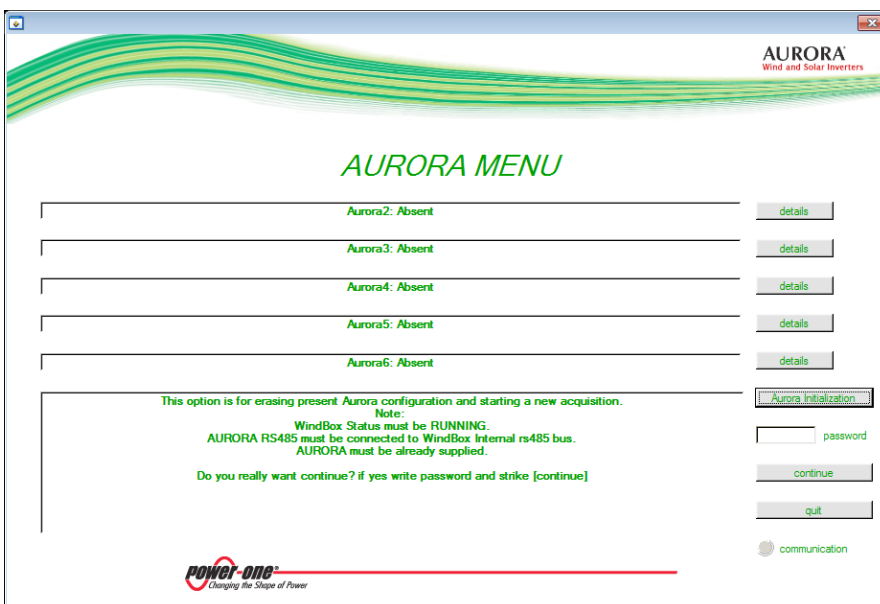 AURORA
Wind and Solar Inverters
AURORA MENU
Aurora2: Absent
details
Aurora3: Absent
details
Aurora4: Absent
details
Aurora5: Absent
details
Aurora6: Absent
details
This option is for erasing present Aurora configuration and starting a new acquisition.
Note:
WindBox Status must be RUNNING.
AURORA RS485 must be connected to WindBox Internal rs485 bus.
AURORA must be already supplied.
Do you really want continue? if yes write password and strike [continue]
Aurora Initialization
password
continue
quit
communication
power-one®
Changing the Shape of Power